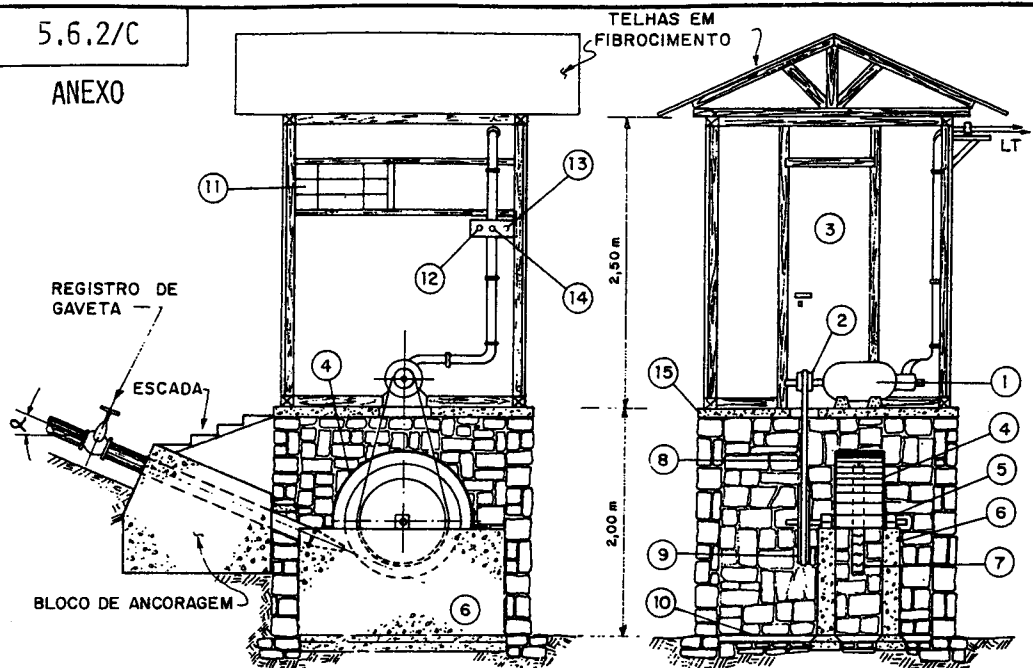 5.6.2/C
ANEXO
TELHAS EM
FIBROCIMENTO
LT
11
13
12
14
3
2,50 m
REGISTRO DE
GAVETA
ESCADA
α
4
2
15
1
8
4
5
6
9
7
10
2,00 m
6
BLOCO DE ANCORAGEM